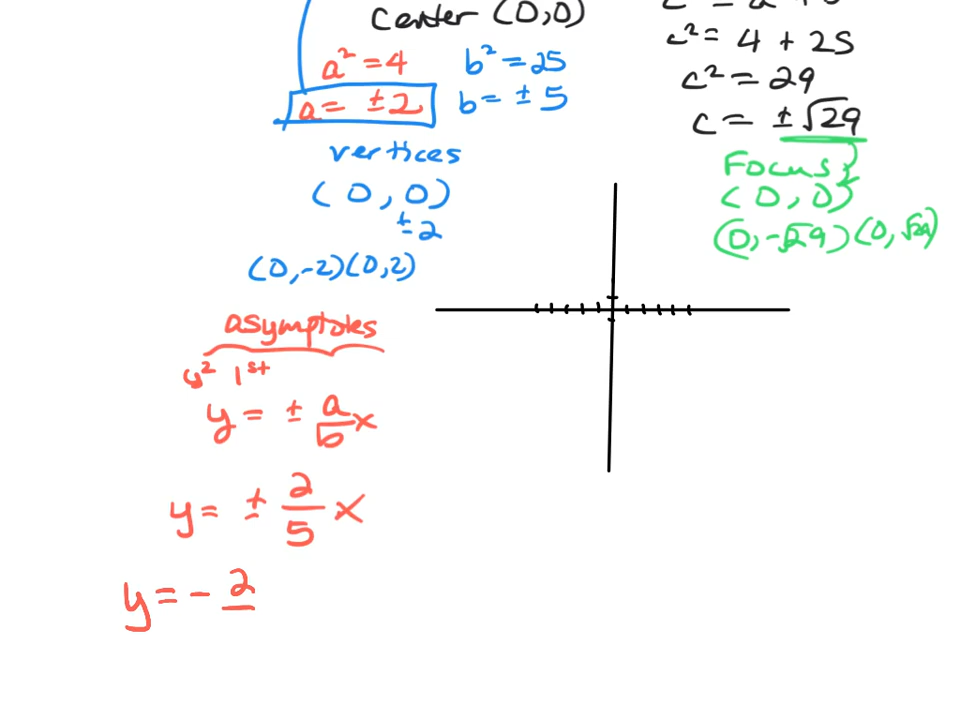 center (0,0)
a² = 4 b² = 25
a = ±2 b = ±5
vertices
(0, 0)
±2
(0,-2)(0,2)
c² = 4 + 25
c² = 29
c = ±√29
Focus
(0,0)
(0,-√29)(0,√29)
asymptotes
y² 1st
y = ± a/b x
y = ± 2/5 x
y = - 2